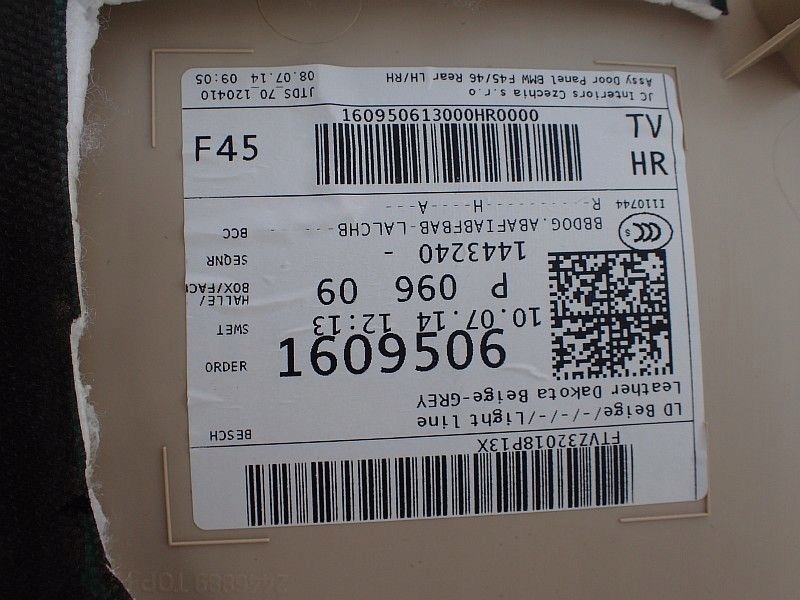 JC Interiors Czechia s.r.o
Assy Door Panel BMW F45/46 Rear LH/RH
JTDS_70_120410
08.07.14 09:05
160950613000HR0000
F45
TV
HR
I110744
R---------H---A---
BCC
BBDOG.ABAFIABFBAB-LALCHB
CCC S
SEQNR
1443240 -
HALLE/
BOX/FACH
P 096 09
SWET
10.07.14 12:13
ORDER
1609506
Leather Dakota Beige-GREY
LD Beige/-/-/-/Light line
BESCH
FTVZ32018P13X